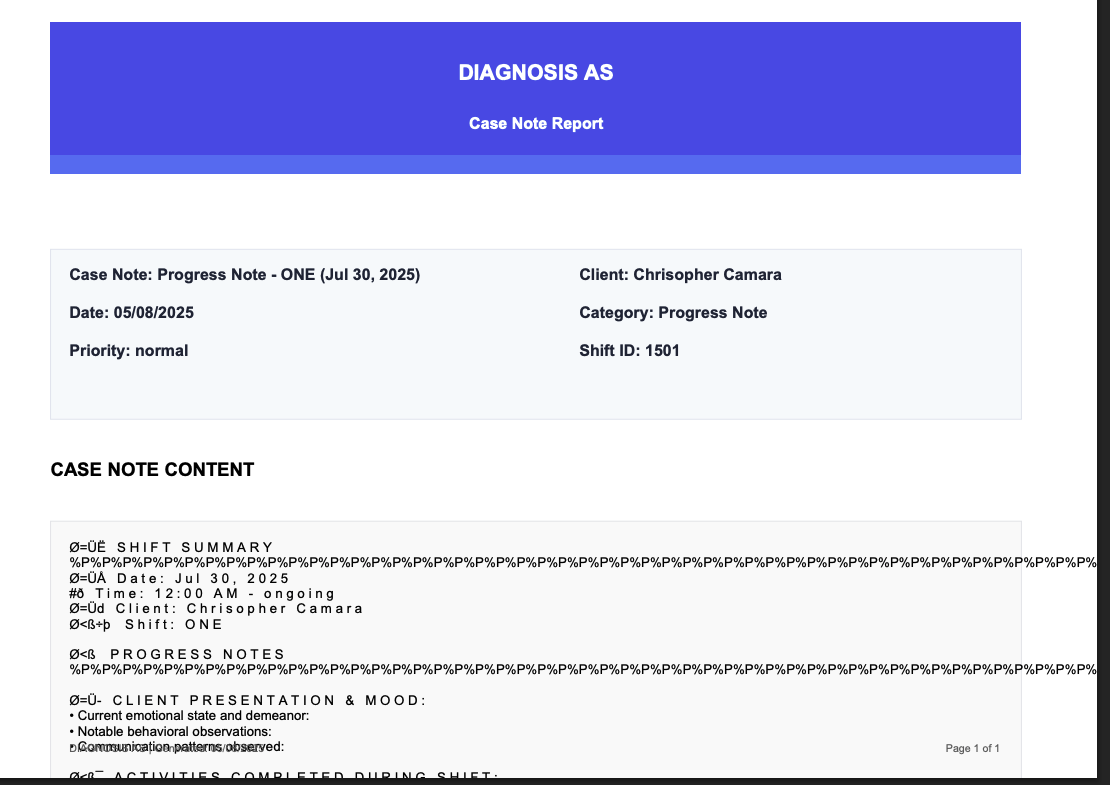 DIAGNOSIS AS
Case Note Report
Case Note: Progress Note - ONE (Jul 30, 2025)
Client: Chrisopher Camara
Date: 05/08/2025
Category: Progress Note
Priority: normal
Shift ID: 1501
CASE NOTE CONTENT
Ø=ÜË SHIFT SUMMARY
%P%P%P%P%P%P%P%P%P%P%P%P%P%P%P%P%P%P%P%P%P%P%P%P%P%P%P%P%P%P%P%P%P%P%P%P%P%P%P%P%P%P%P%P%P%P%P%P%P%
Ø=ÜÅ Date: Jul 30, 2025
#ð Time: 12:00 AM - ongoing
Ø=Üd Client: Chrisopher Camara
Ø<ß÷þ Shift: ONE
Ø<ß PROGRESS NOTES
%P%P%P%P%P%P%P%P%P%P%P%P%P%P%P%P%P%P%P%P%P%P%P%P%P%P%P%P%P%P%P%P%P%P%P%P%P%P%P%P%P%P%P%P%P%P%P%P%P%
Ø=Ü- CLIENT PRESENTATION & MOOD:
• Current emotional state and demeanor:
• Notable behavioral observations:
• Communication patterns observed:
Page 1 of 1
Ø<ß¯ ACTIVITIES COMPLETED DURING SHIFT: